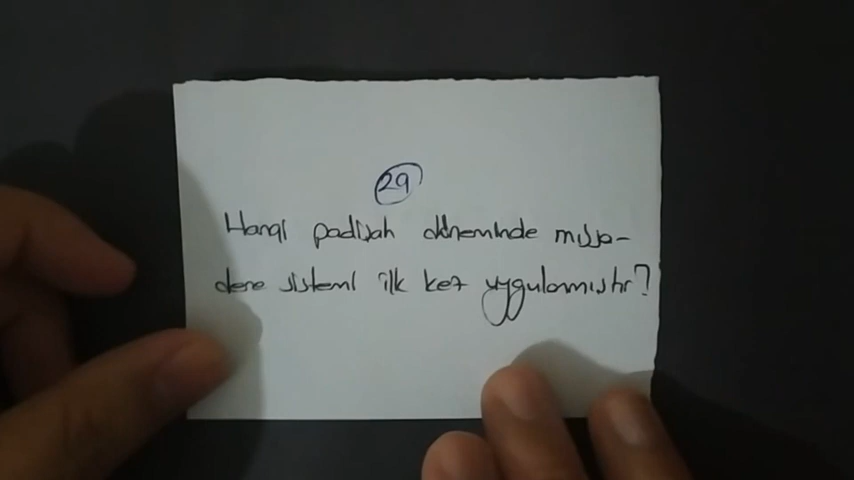 29
Hangi padişah döneminde müsa-
dere sistemi ilk kez uygulanmıştır?